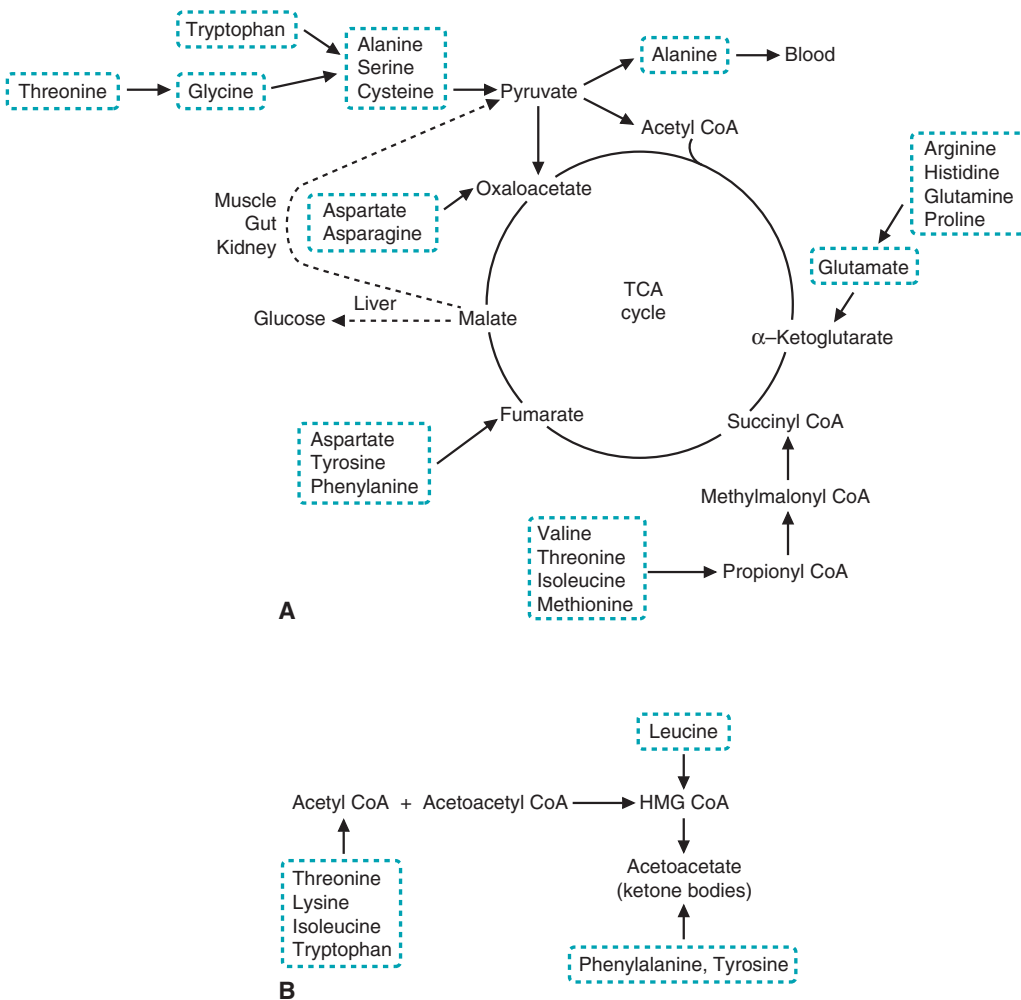 Tryptophan
Threonine
Glycine
Alanine
Serine
Cysteine
Pyruvate
Alanine
Blood
Acetyl CoA
Oxaloacetate
Aspartate
Asparagine
Muscle
Gut
Kidney
Arginine
Histidine
Glutamine
Proline
Glutamate
α–Ketoglutarate
TCA
cycle
Glucose
Liver
Malate
Fumarate
Succinyl CoA
Aspartate
Tyrosine
Phenylanine
Methylmalonyl CoA
Valine
Threonine
Isoleucine
Methionine
Propionyl CoA
A
Leucine
Acetyl CoA + Acetoacetyl CoA
HMG CoA
Acetoacetate
(ketone bodies)
Threonine
Lysine
Isoleucine
Tryptophan
Phenylalanine, Tyrosine
B